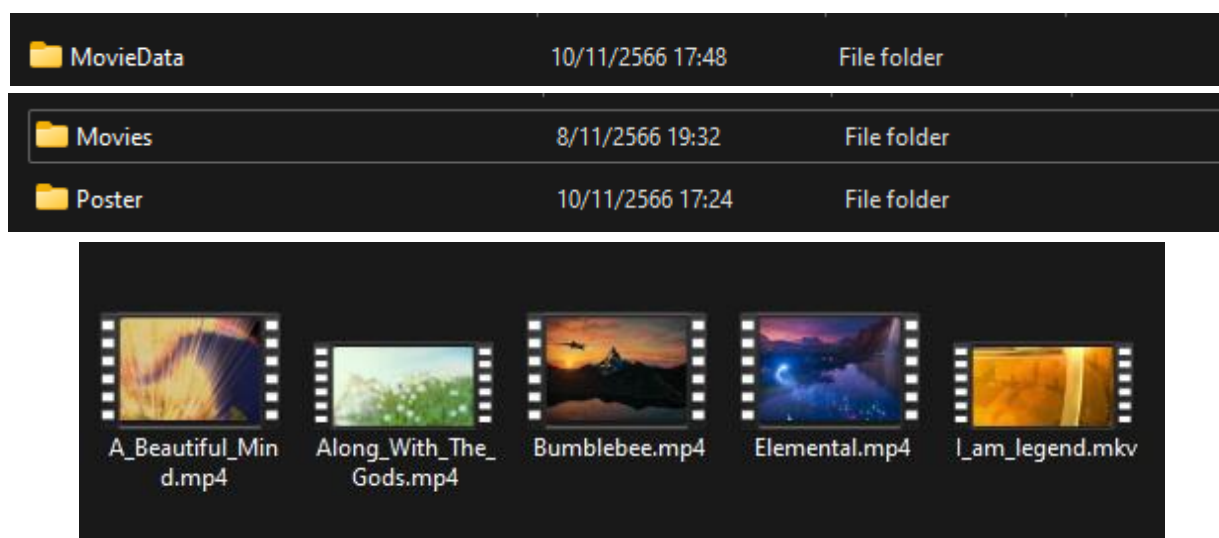 MovieData 10/11/2566 17:48 File folder
Movies 8/11/2566 19:32 File folder
Poster 10/11/2566 17:24 File folder
A_Beautiful_Min Along_With_The_ Bumblebee.mp4 Elemental.mp4 I_am_legend.mkv
d.mp4 Gods.mp4